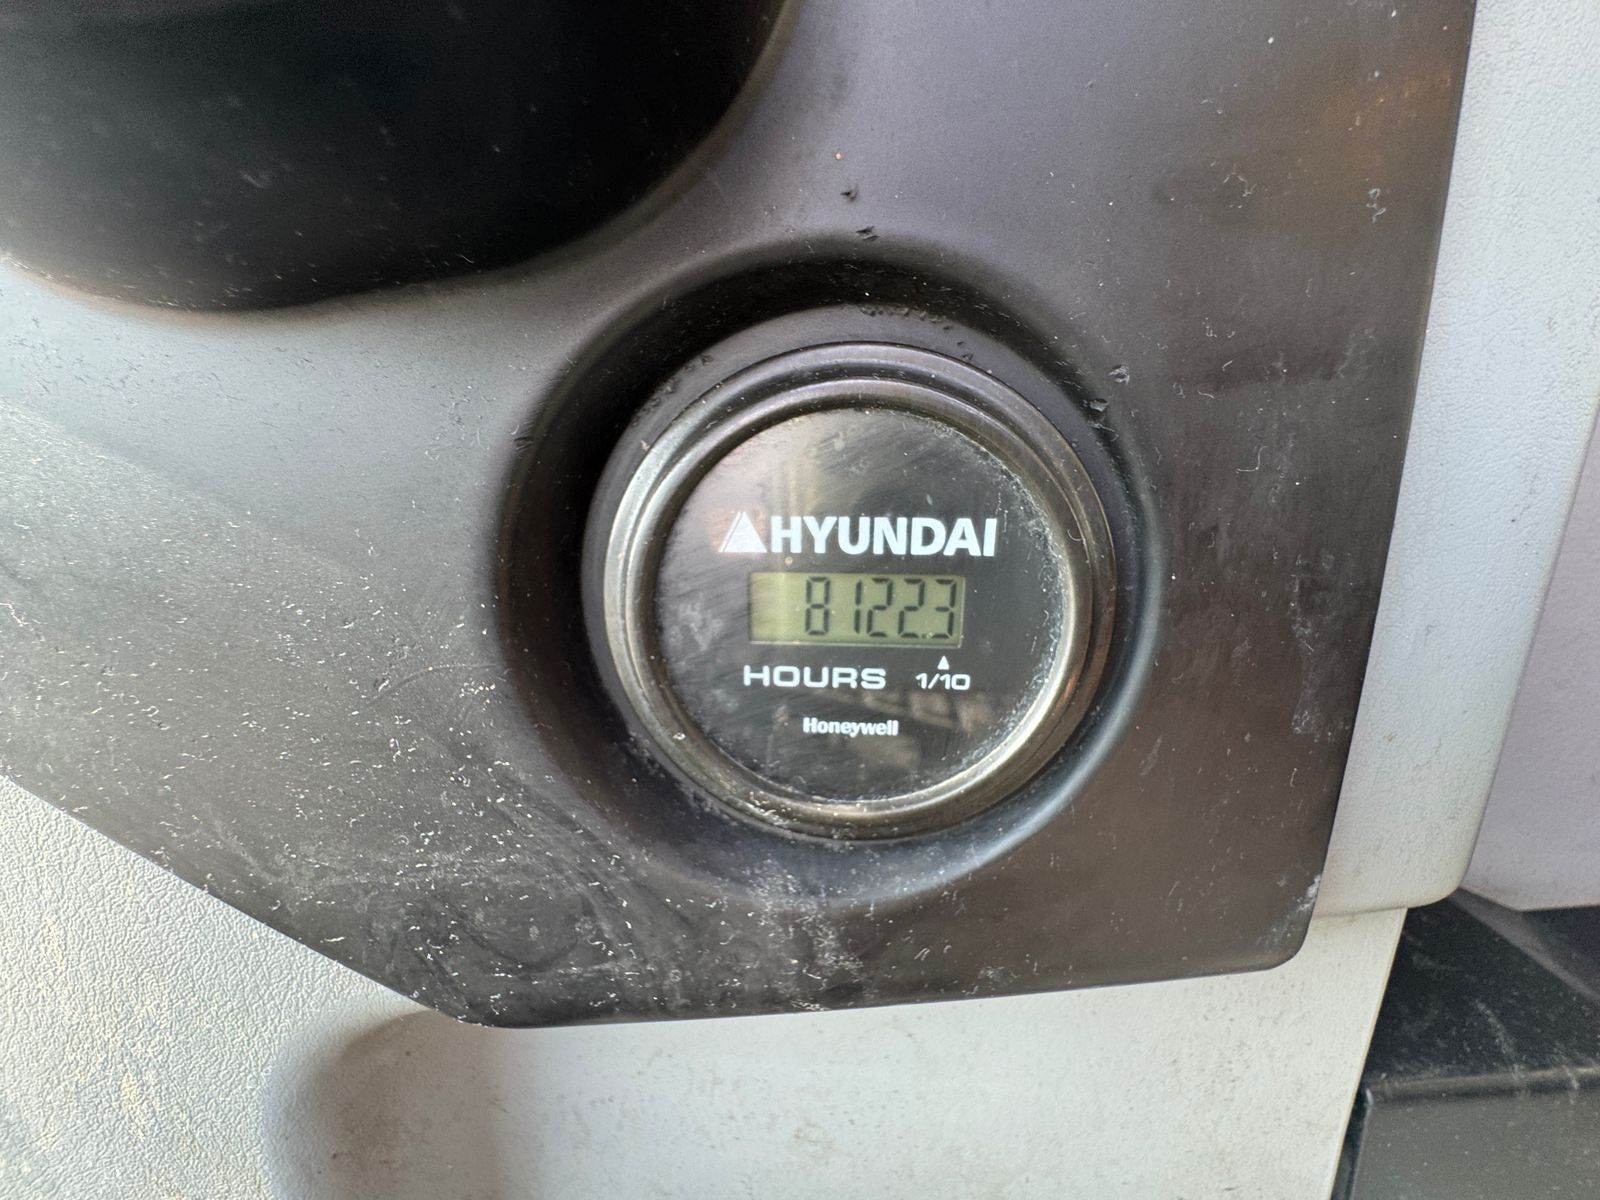 HYUNDAI
81223
HOURS 1/10
Honeywell